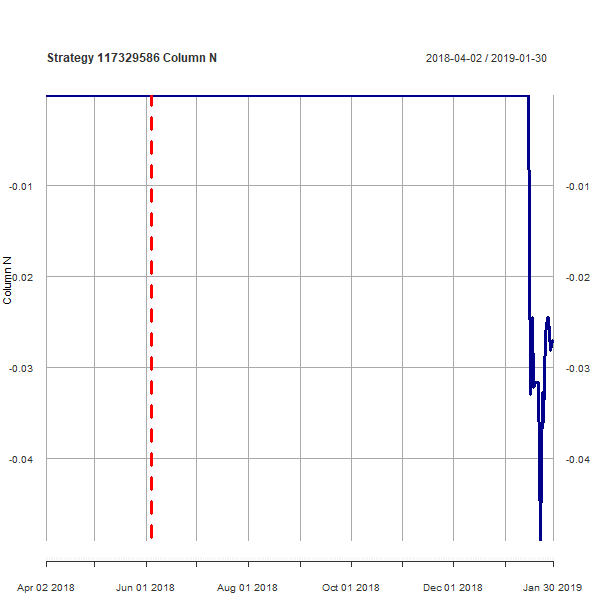 Strategy 117329586 Column N
2018-04-02 / 2019-01-30
-0.01
-0.01
-0.02
-0.02
Column N
-0.03
-0.03
-0.04
-0.04
Apr 02 2018
Jun 01 2018
Aug 01 2018
Oct 01 2018
Dec 01 2018
Jan 30 2019